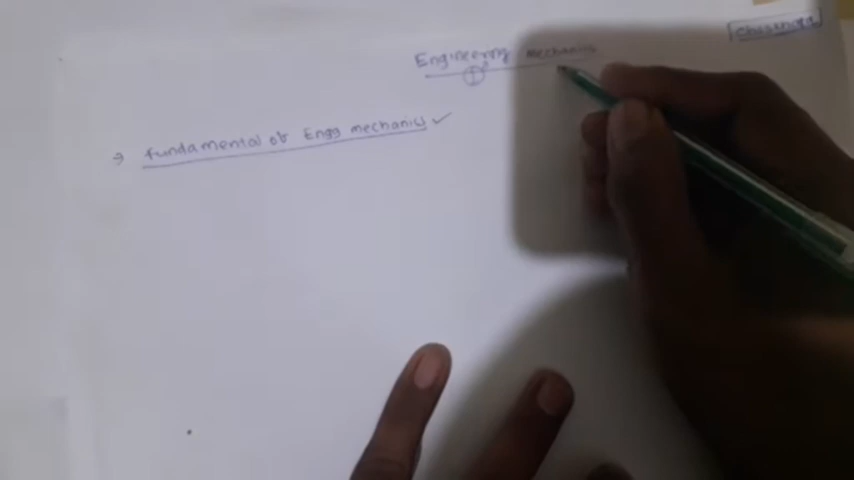 Engineering Mechanics
①
→ fundamental of Engg mechanics ✓